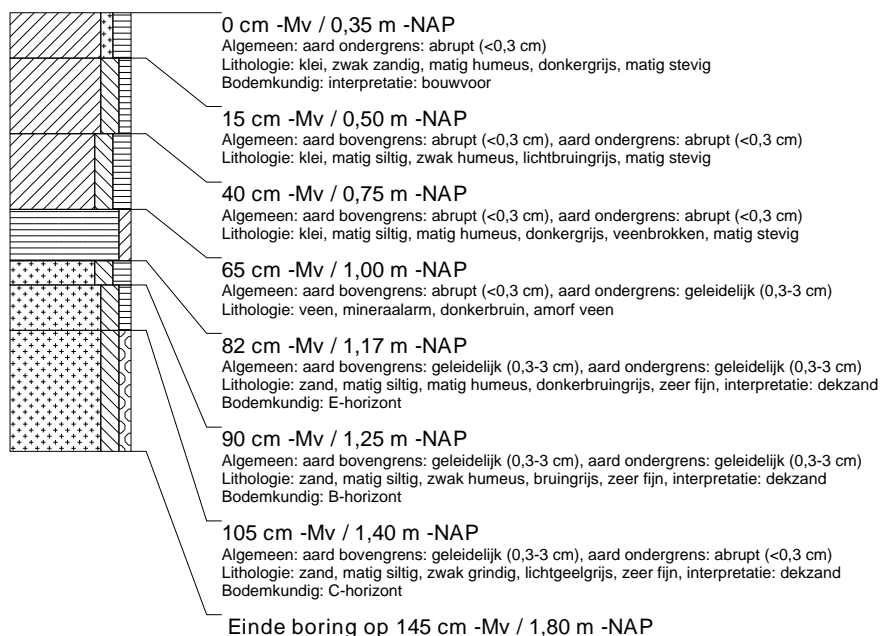 0 cm -Mv / 0,35 m -NAP
Algemeen: aard ondergrens: abrupt (<0,3 cm)
Lithologie: klei, zwak zandig, matig humeus, donkergrijs, matig stevig
Bodemkundig: interpretatie: bouwvoor
15 cm -Mv / 0,50 m -NAP
Algemeen: aard bovengrens: abrupt (<0,3 cm), aard ondergrens: abrupt (<0,3 cm)
Lithologie: klei, matig siltig, zwak humeus, lichtbruingrijs, matig stevig
40 cm -Mv / 0,75 m -NAP
Algemeen: aard bovengrens: abrupt (<0,3 cm), aard ondergrens: abrupt (<0,3 cm)
Lithologie: klei, matig siltig, matig humeus, donkergrijs, veenbrokken, matig stevig
65 cm -Mv / 1,00 m -NAP
Algemeen: aard bovengrens: abrupt (<0,3 cm), aard ondergrens: geleidelijk (0,3-3 cm)
Lithologie: veen, mineraalarm, donkerbruin, amorf veen
82 cm -Mv / 1,17 m -NAP
Algemeen: aard bovengrens: geleidelijk (0,3-3 cm), aard ondergrens: geleidelijk (0,3-3 cm)
Lithologie: zand, matig siltig, matig humeus, donkerbruingrijs, zeer fijn, interpretatie: dekzand
Bodemkundig: E-horizont
90 cm -Mv / 1,25 m -NAP
Algemeen: aard bovengrens: geleidelijk (0,3-3 cm), aard ondergrens: geleidelijk (0,3-3 cm)
Lithologie: zand, matig siltig, zwak humeus, bruingrijs, zeer fijn, interpretatie: dekzand
Bodemkundig: B-horizont
105 cm -Mv / 1,40 m -NAP
Algemeen: aard bovengrens: geleidelijk (0,3-3 cm), aard ondergrens: abrupt (<0,3 cm)
Lithologie: zand, matig siltig, zwak grindig, lichtgeelgrijs, zeer fijn, interpretatie: dekzand
Bodemkundig: C-horizont
Einde boring op 145 cm -Mv / 1,80 m -NAP